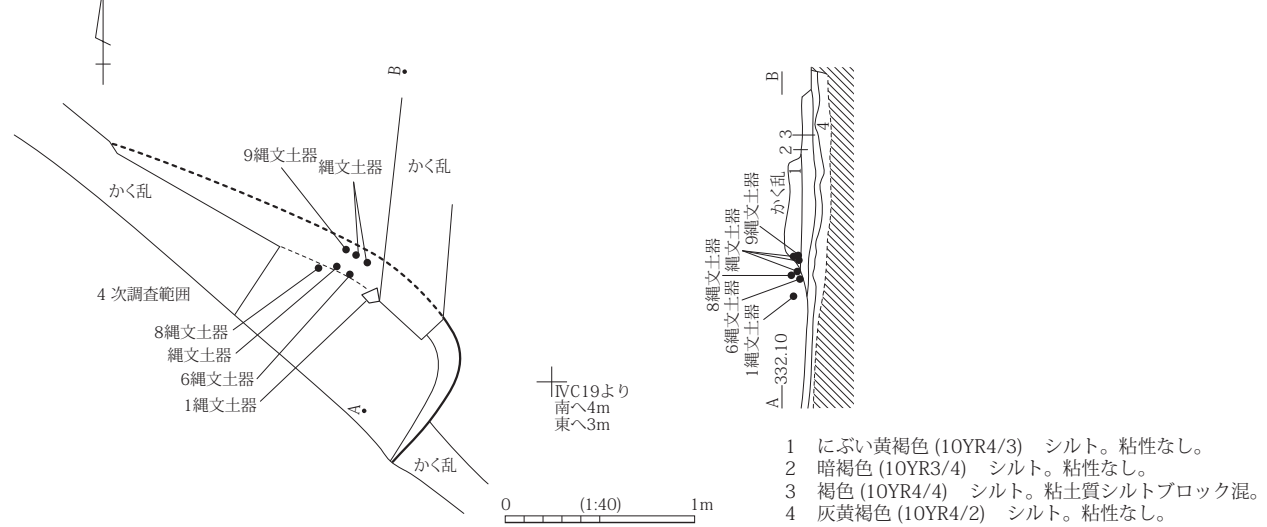 B
かく乱
9縄文土器
縄文土器
かく乱
4 次調査範囲
8縄文土器
縄文土器
6縄文土器
1縄文土器
A
かく乱
ⅣC19より
南へ4m
東へ3m
0 (1:40) 1m
B
4
3
2
1
かく乱
9縄文土器
縄文土器
8縄文土器
6縄文土器
1縄文土器
A 332.10
1 にぶい黄褐色 (10YR4/3) シルト。粘性なし。
2 暗褐色 (10YR3/4) シルト。粘性なし。
3 褐色 (10YR4/4) シルト。粘土質シルトブロック混。
4 灰黄褐色 (10YR4/2) シルト。粘性なし。